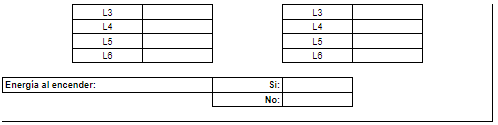 L3 L3
L4 L4
L5 L5
L6 L6
Energía al encender: Si:
No: